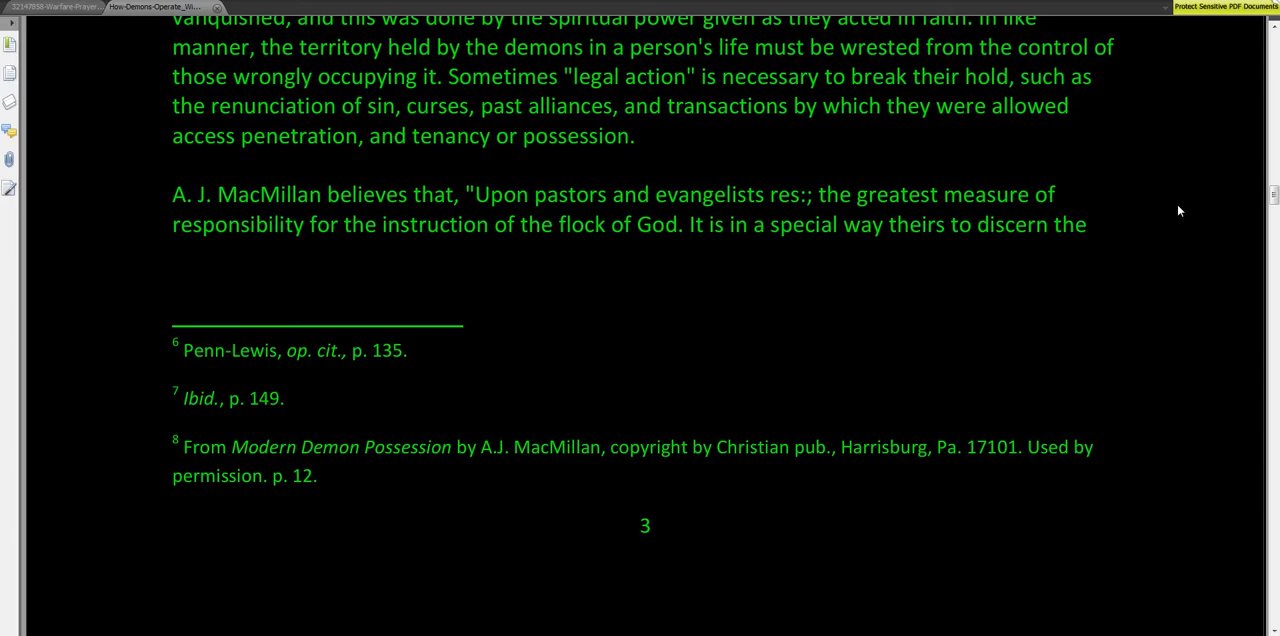 32147858-Warfare-Prayer...
How-Demons-Operate_Wi...
Protect Sensitive PDF Documents
vanquished, and this was done by the spiritual power given as they acted in faith. In like
manner, the territory held by the demons in a person's life must be wrested from the control of
those wrongly occupying it. Sometimes "legal action" is necessary to break their hold, such as
the renunciation of sin, curses, past alliances, and transactions by which they were allowed
access penetration, and tenancy or possession.
A. J. MacMillan believes that, "Upon pastors and evangelists res:; the greatest measure of
responsibility for the instruction of the flock of God. It is in a special way theirs to discern the
6 Penn-Lewis, op. cit., p. 135.
7 Ibid., p. 149.
8 From Modern Demon Possession by A.J. MacMillan, copyright by Christian pub., Harrisburg, Pa. 17101. Used by
permission. p. 12.
3